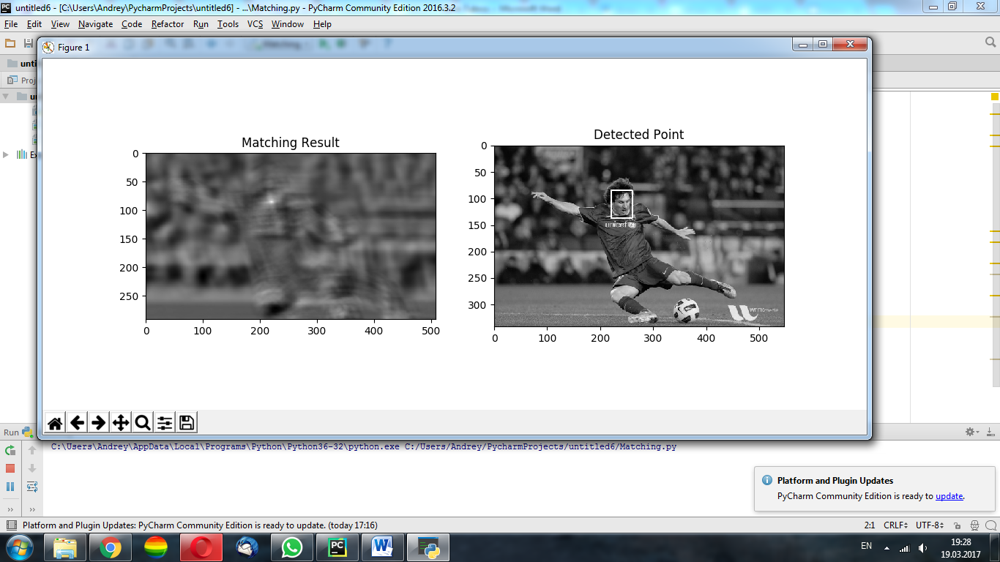 untitled6 - [C:\Users\Andrey\PycharmProjects\untitled6] - ...\Matching.py - PyCharm Community Edition 2016.3.2
File Edit View Navigate Code Refactor Run Tools VCS Window Help
Figure 1
Matching Result
0
50
100
150
200
250
0 100 200 300 400 500
Detected Point
0
50
100
150
200
250
300
0 100 200 300 400 500
unicef
Run
C:\Users\Andrey\AppData\Local\Programs\Python\Python36-32\python.exe C:/Users/Andrey/PycharmProjects/untitled6/Matching.py
Platform and Plugin Updates
PyCharm Community Edition is ready to update.
Platform and Plugin Updates: PyCharm Community Edition is ready to update. (today 17:16)
2:1 CRLF UTF-8
EN
19:28
19.03.2017